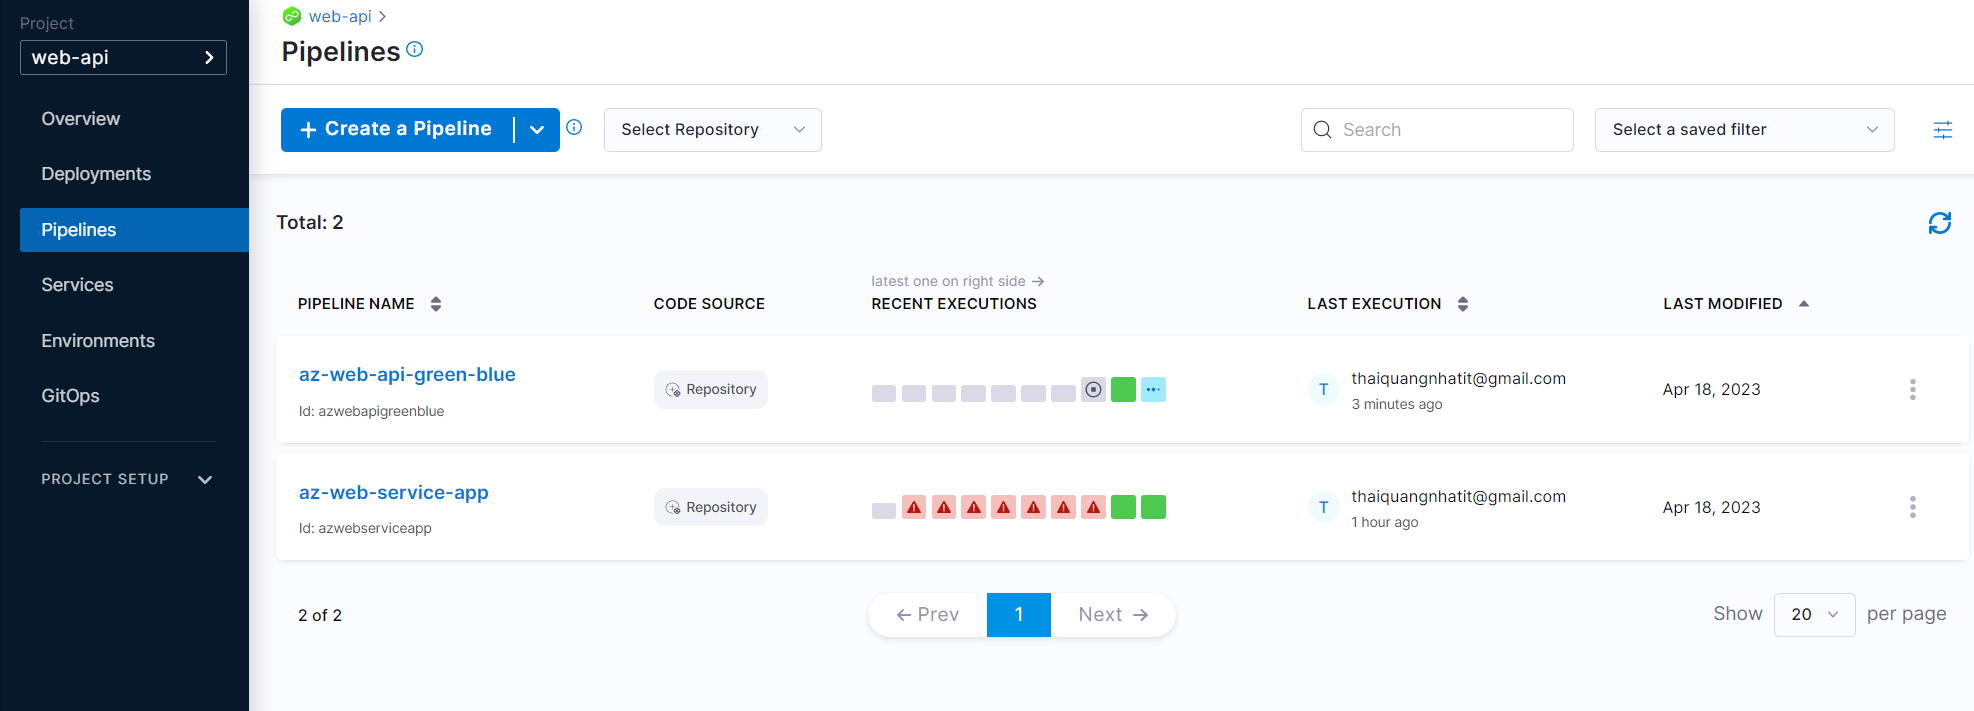 Project
web-api
Overview
Deployments
Pipelines
Services
Environments
GitOps
PROJECT SETUP
web-api
Pipelines
+ Create a Pipeline
Select Repository
Search
Select a saved filter
Total: 2
latest one on right side →
PIPELINE NAME
CODE SOURCE
RECENT EXECUTIONS
LAST EXECUTION
LAST MODIFIED
az-web-api-green-blue
Id: azwebapigreenblue
Repository
T
thaiquangnhatit@gmail.com
3 minutes ago
Apr 18, 2023
az-web-service-app
Id: azwebserviceapp
Repository
T
thaiquangnhatit@gmail.com
1 hour ago
Apr 18, 2023
2 of 2
← Prev
1
Next →
Show
20
per page